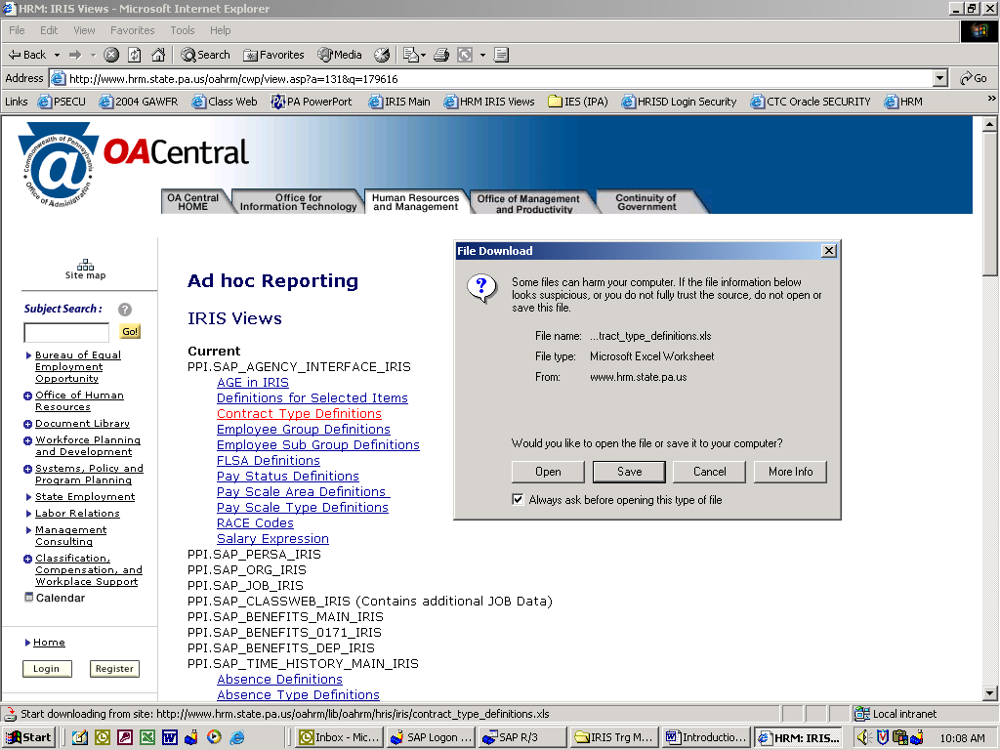 HRM: IRIS Views - Microsoft Internet Explorer
File Edit View Favorites Tools Help
Back Search Favorites Media
Address http://www.hrm.state.pa.us/oahrm/cwp/view.asp?a=131&q=179616 Go
Links PSECU 2004 GAWFR Class Web PA PowerPort IRIS Main HRM IRIS Views IES (IPA) HRISD Login Security CTC Oracle SECURITY HRM »
Commonwealth of Pennsylvania
@
Office of Administration
OACentral
OA Central
HOME
Office for
Information Technology
Human Resources
and Management
Office of Management
and Productivity
Continuity of
Government
Site map
Subject Search : ?
Go!
Bureau of Equal
Employment
Opportunity
Office of Human
Resources
Document Library
Workforce Planning
and Development
Systems, Policy and
Program Planning
State Employment
Labor Relations
Management
Consulting
Classification,
Compensation, and
Workplace Support
Calendar
Home
Login Register
Ad hoc Reporting
IRIS Views
Current
PPI.SAP_AGENCY_INTERFACE_IRIS
AGE in IRIS
Definitions for Selected Items
Contract Type Definitions
Employee Group Definitions
Employee Sub Group Definitions
FLSA Definitions
Pay Status Definitions
Pay Scale Area Definitions
Pay Scale Type Definitions
RACE Codes
Salary Expression
PPI.SAP_PERSA_IRIS
PPI.SAP_ORG_IRIS
PPI.SAP_JOB_IRIS
PPI.SAP_CLASSWEB_IRIS (Contains additional JOB Data)
PPI.SAP_BENEFITS_MAIN_IRIS
PPI.SAP_BENEFITS_0171_IRIS
PPI.SAP_BENEFITS_DEP_IRIS
PPI.SAP_TIME_HISTORY_MAIN_IRIS
Absence Definitions
Absence Type Definitions
File Download
Some files can harm your computer. If the file information below
looks suspicious, or you do not fully trust the source, do not open or
save this file.
File name: ...tract_type_definitions.xls
File type: Microsoft Excel Worksheet
From: www.hrm.state.pa.us
Would you like to open the file or save it to your computer?
Open Save Cancel More Info
Always ask before opening this type of file
Start downloading from site: http://www.hrm.state.pa.us/oahrm/lib/oahrm/hris/iris/contract_type_definitions.xls Local intranet
Start Inbox - Mic... SAP Logon ... SAP R/3 IRIS Trg M... Introductio... HRM: IRIS... 10:08 AM